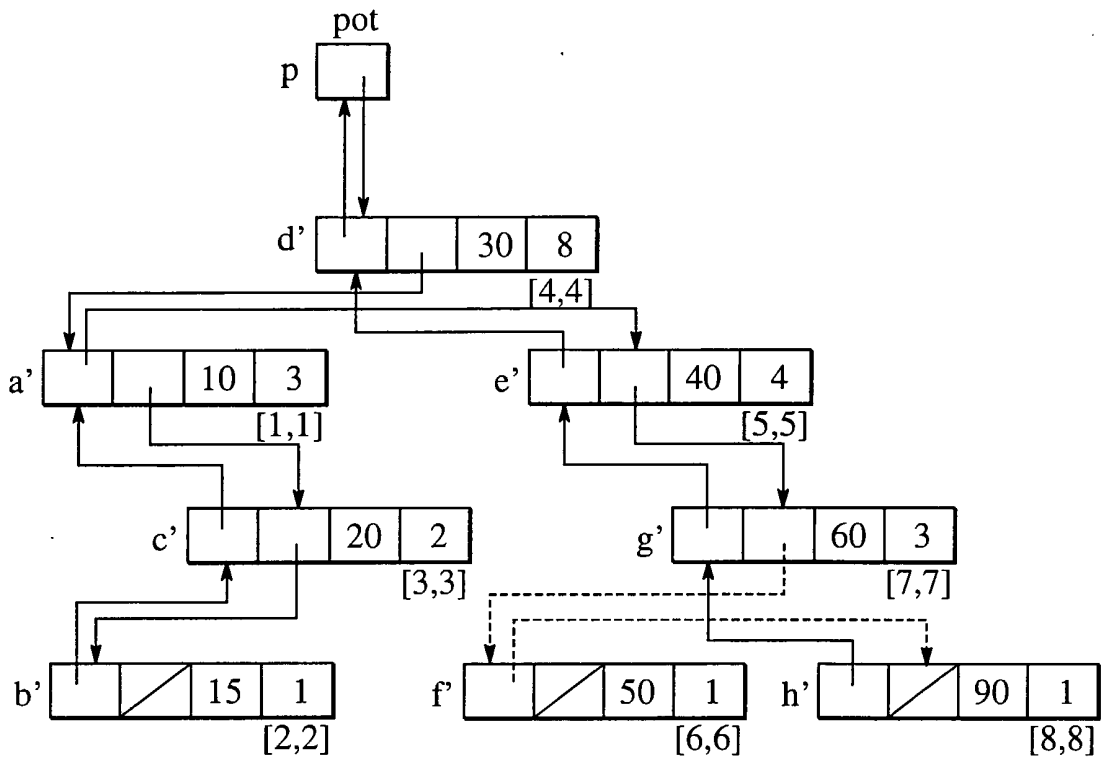 pot
p
d' 30 8
[4,4]
a' 10 3
e' 40 4
[1,1]
[5,5]
c' 20 2
g' 60 3
[3,3]
[7,7]
b' 15 1
f' 50 1
h' 90 1
[2,2]
[6,6]
[8,8]